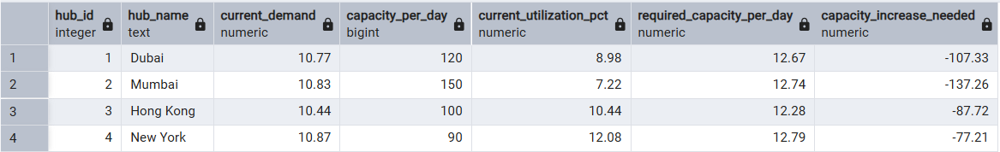 hub_id integer hub_name text current_demand numeric capacity_per_day bigint current_utilization_pct numeric required_capacity_per_day numeric capacity_increase_needed numeric
1 1 Dubai 10.77 120 8.98 12.67 -107.33
2 2 Mumbai 10.83 150 7.22 12.74 -137.26
3 3 Hong Kong 10.44 100 10.44 12.28 -87.72
4 4 New York 10.87 90 12.08 12.79 -77.21